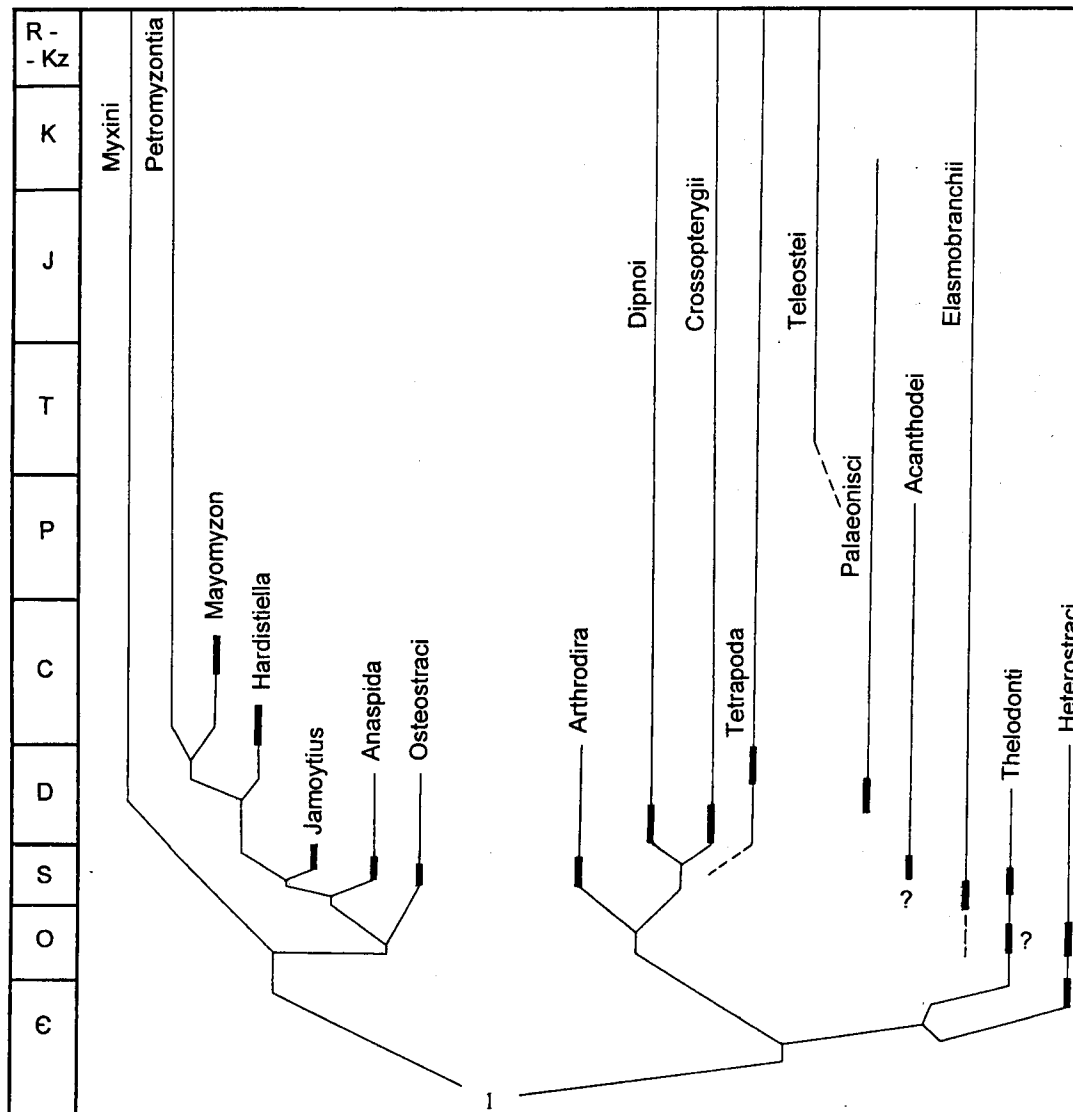 R -
- Kz
K
J
T
P
C
D
S
O
Є
Myxini
Petromyzontia
Mayomyzon
Hardistiella
Jamoytius
Anaspida
Osteostraci
Arthrodira
Dipnoi
Crossopterygii
Tetrapoda
Teleostei
Palaeonisci
Acanthodei
?
Elasmobranchii
Thelodonti
?
Heterostraci
1